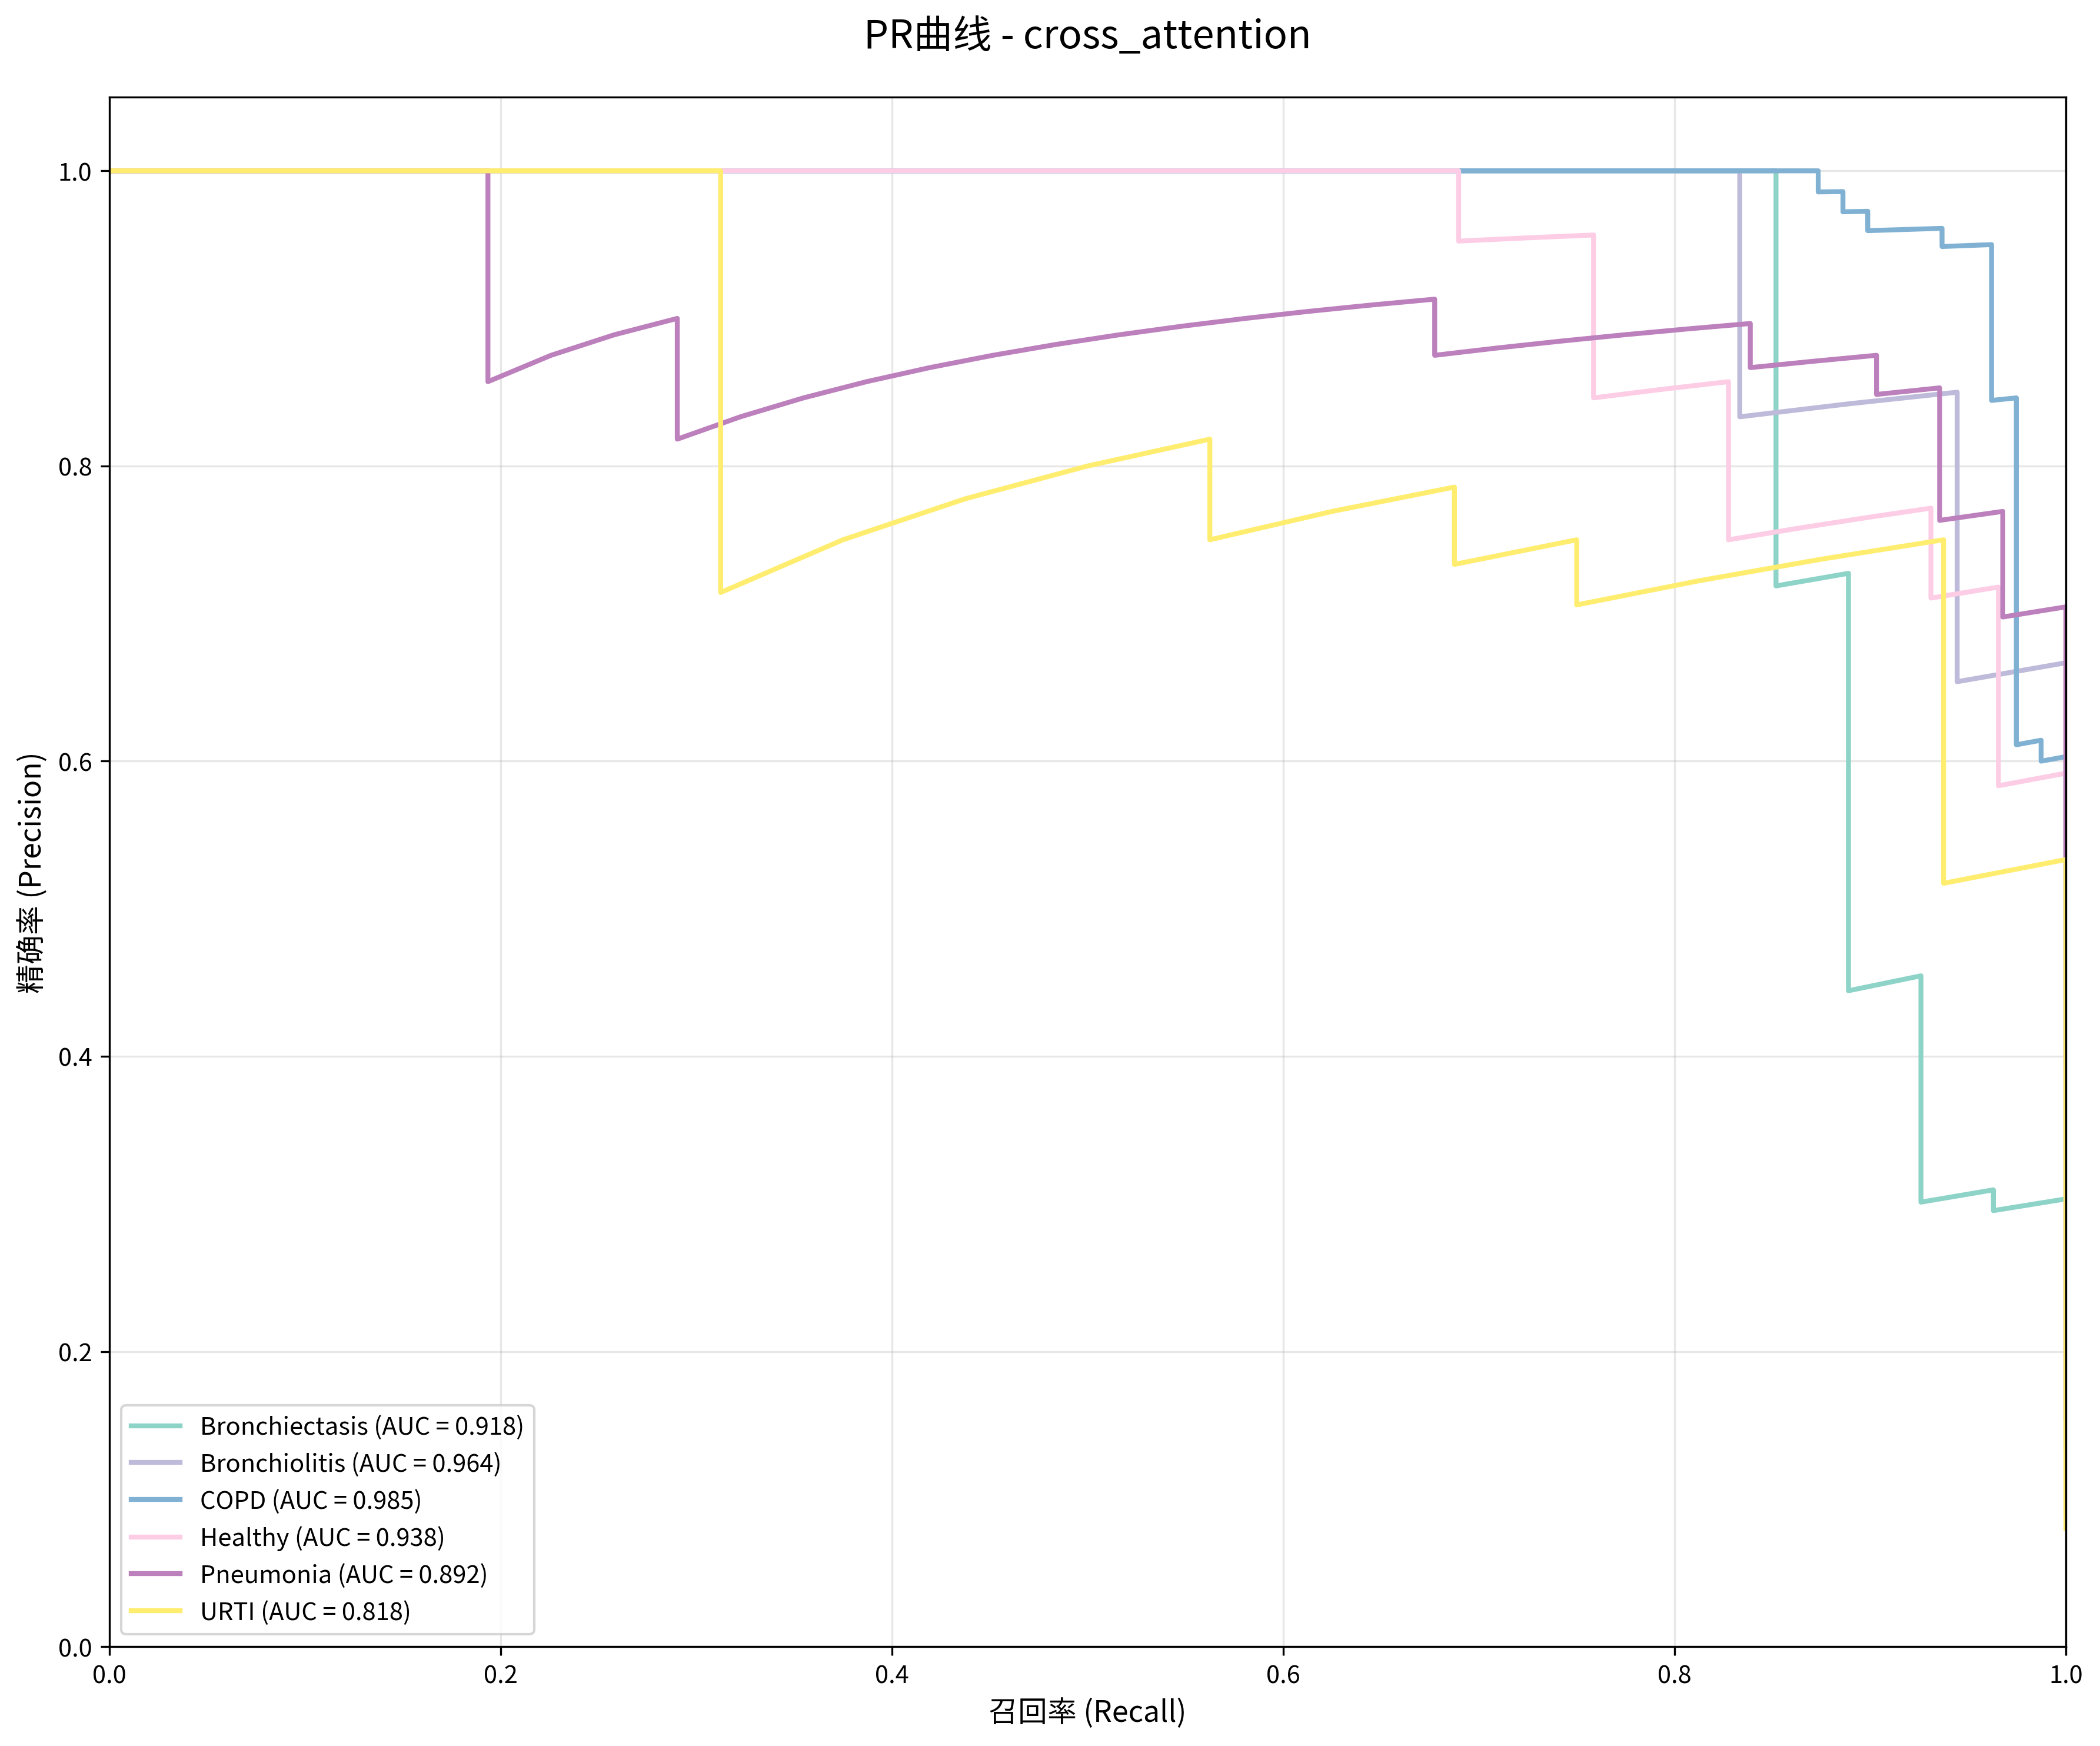 PR曲线 - cross_attention
精确率 (Precision)
1.0
0.8
0.6
0.4
0.2
0.0
Bronchiectasis (AUC = 0.918)
Bronchiolitis (AUC = 0.964)
COPD (AUC = 0.985)
Healthy (AUC = 0.938)
Pneumonia (AUC = 0.892)
URTI (AUC = 0.818)
0.0 0.2 0.4 0.6 0.8 1.0
召回率 (Recall)